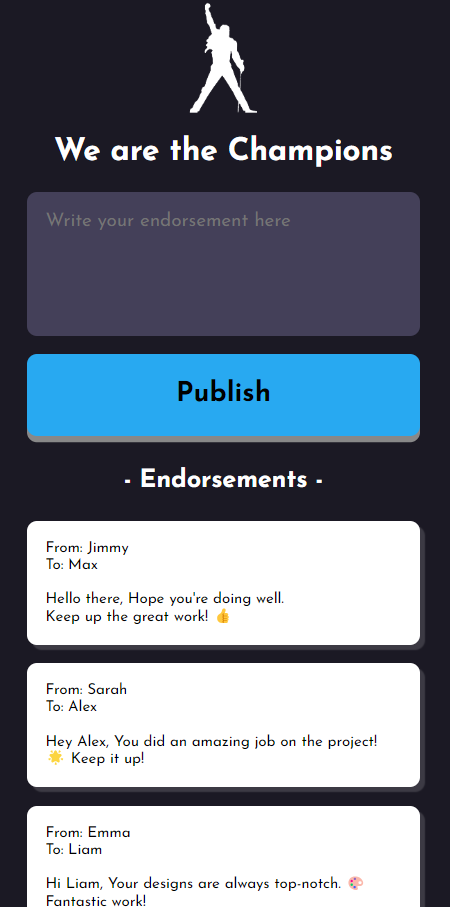 We are the Champions
Write your endorsement here
Publish
- Endorsements -
From: Jimmy
To: Max
Hello there, Hope you're doing well.
Keep up the great work! 👍
From: Sarah
To: Alex
Hey Alex, You did an amazing job on the project!
🌟 Keep it up!
From: Emma
To: Liam
Hi Liam, Your designs are always top-notch. 🎨
Fantastic work!